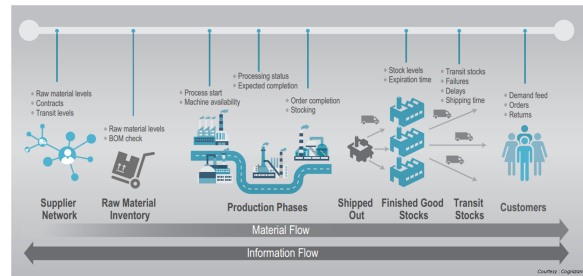 Raw material levels
Contracts
Transit levels
Raw material levels
BOM check
Process start
Machine availability
Processing status
Expected completion
Order completion
Stocking
Stock levels
Expiration time
Transit stocks
Failures
Delays
Shipping time
Demand feed
Orders
Returns
Supplier
Network
Raw Material
Inventory
Production Phases
Shipped
Out
Finished Good
Stocks
Transit
Stocks
Customers
Material Flow
Information Flow
Courtesy : Cognizan